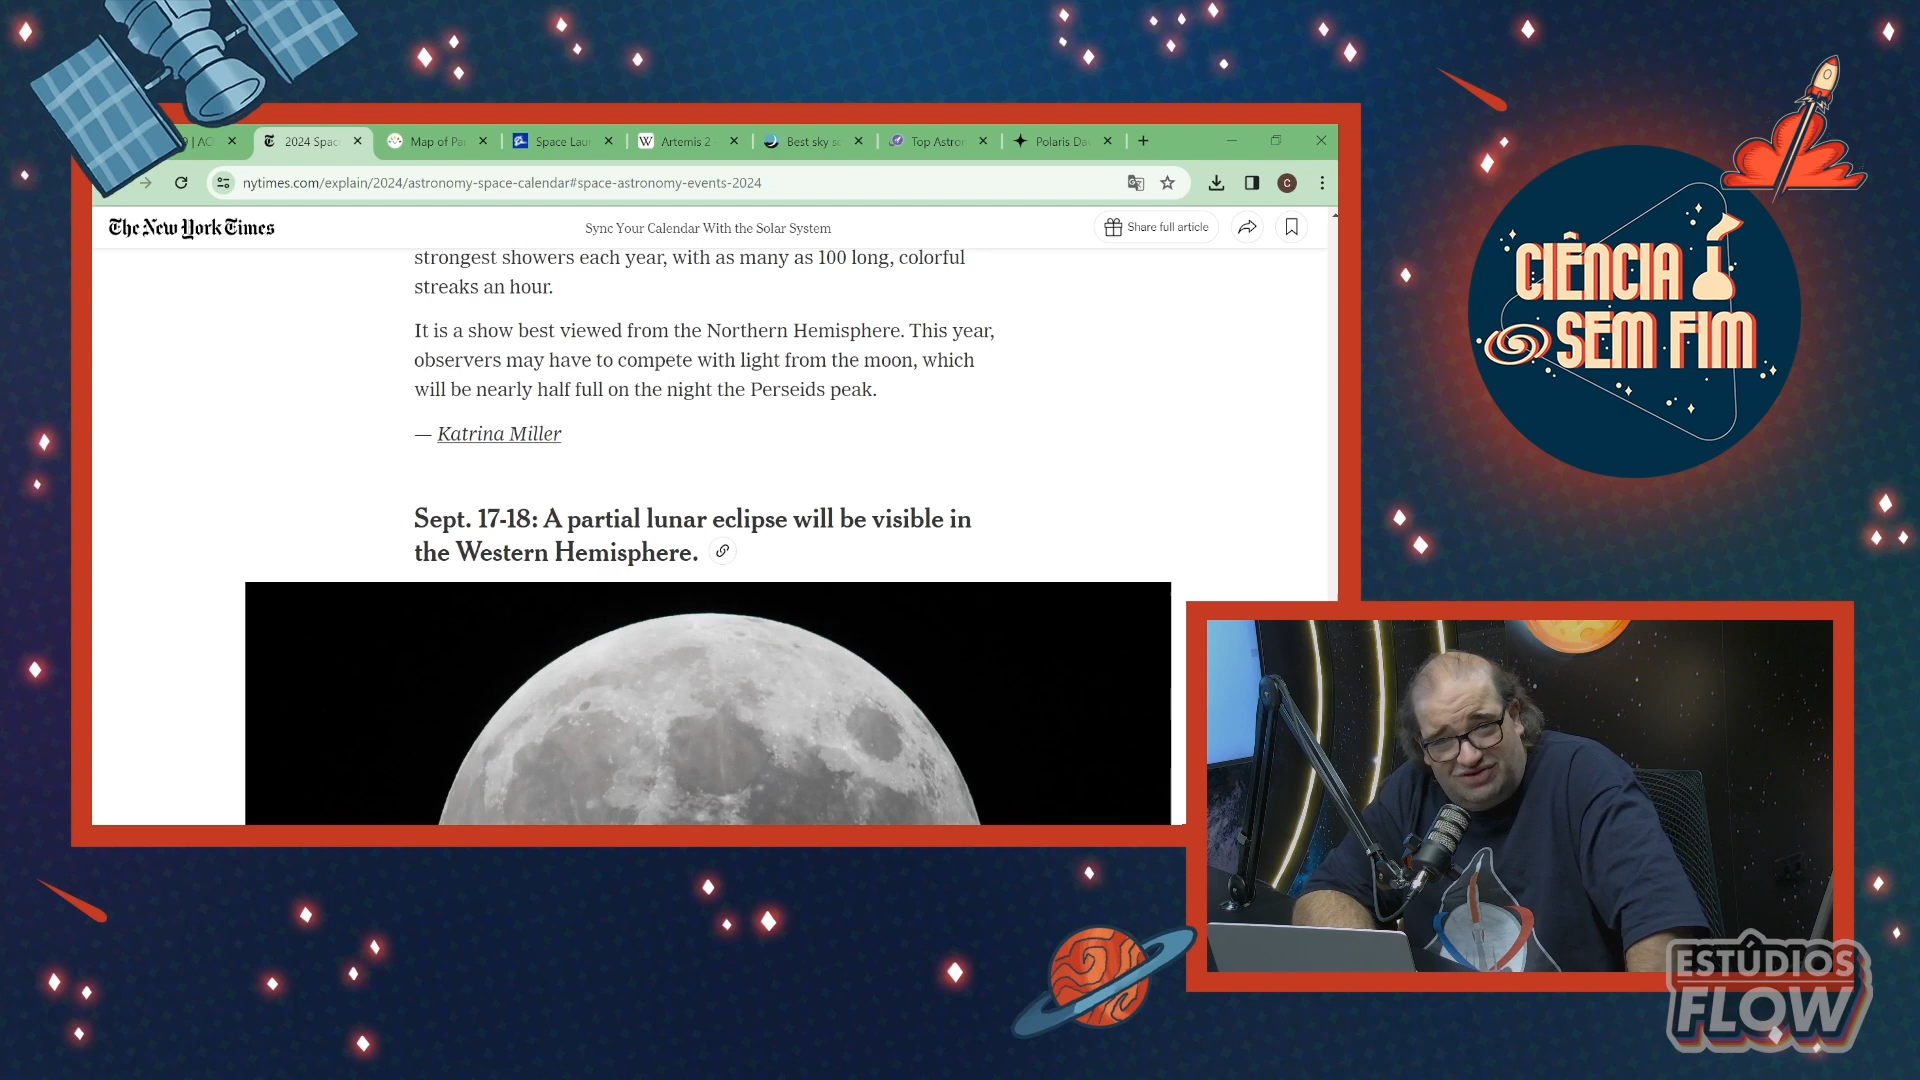 AC
2024 Spac
Map of Pa
Space Laun
Artemis 2 -
Best sky s
Top Astron
Polaris Da
nytimes.com/explain/2024/astronomy-space-calendar#space-astronomy-events-2024
C
The New York Times
Sync Your Calendar With the Solar System
Share full article
strongest showers each year, with as many as 100 long, colorful
streaks an hour.
It is a show best viewed from the Northern Hemisphere. This year,
observers may have to compete with light from the moon, which
will be nearly half full on the night the Perseids peak.
— Katrina Miller
Sept. 17-18: A partial lunar eclipse will be visible in
the Western Hemisphere.
CIÊNCIA
SEM FIM
ESTÚDIOS
FLOW